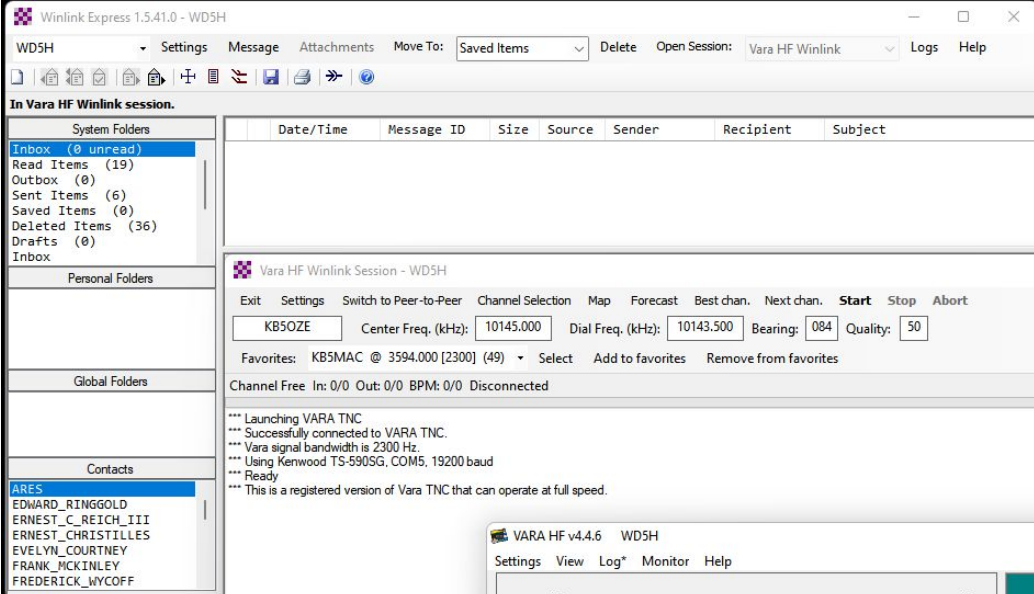 Winlink Express 1.5.41.0 - WD5H
WD5H Settings Message Attachments Move To: Saved Items Delete Open Session: Vara HF Winlink Logs Help
In Vara HF Winlink session.
System Folders
Inbox (0 unread)
Read Items (19)
Outbox (0)
Sent Items (6)
Saved Items (0)
Deleted Items (36)
Drafts (0)
Inbox
Personal Folders
Global Folders
Contacts
ARES
EDWARD_RINGGOLD
ERNEST_C_REICH_III
ERNEST_CHRISTILLES
EVELYN_COURTNEY
FRANK_MCKINLEY
FREDERICK_WYCOFF
Date/Time Message ID Size Source Sender Recipient Subject
Vara HF Winlink Session - WD5H
Exit Settings Switch to Peer-to-Peer Channel Selection Map Forecast Best chan. Next chan. Start Stop Abort
KB5OZE Center Freq. (kHz): 10145.000 Dial Freq. (kHz): 10143.500 Bearing: 084 Quality: 50
Favorites: KB5MAC @ 3594.000 [2300] (49) Select Add to favorites Remove from favorites
Channel Free In: 0/0 Out: 0/0 BPM: 0/0 Disconnected
*** Launching VARA TNC
*** Successfully connected to VARA TNC.
*** Vara signal bandwidth is 2300 Hz.
*** Using Kenwood TS-590SG, COM5, 19200 baud
*** Ready
*** This is a registered version of Vara TNC that can operate at full speed.
VARA HF v4.4.6 WD5H
Settings View Log* Monitor Help